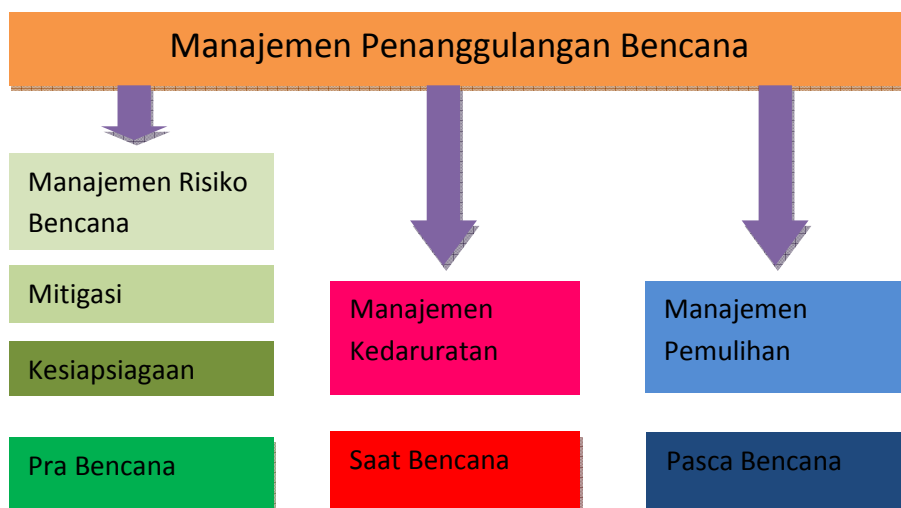 Manajemen Penanggulangan Bencana
Manajemen Risiko
Bencana
Mitigasi
Kesiapsiagaan
Pra Bencana
Manajemen
Kedaruratan
Saat Bencana
Manajemen
Pemulihan
Pasca Bencana